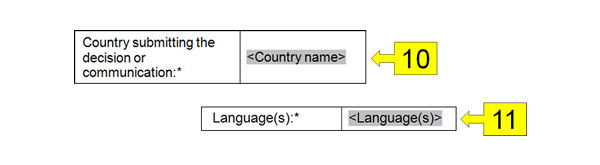 Country submitting the
decision or
communication:*
<Country name>
10
Language(s):*
<Language(s)>
11